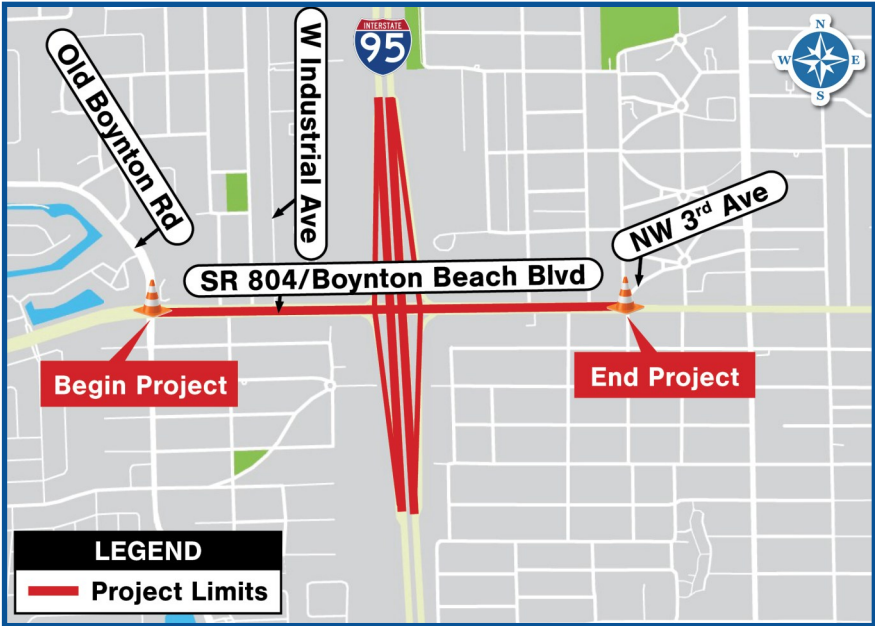 Old Boynton Rd
W Industrial Ave
INTERSTATE
95
N
W E
S
NW 3rd Ave
SR 804/Boynton Beach Blvd
Begin Project
End Project
LEGEND
Project Limits